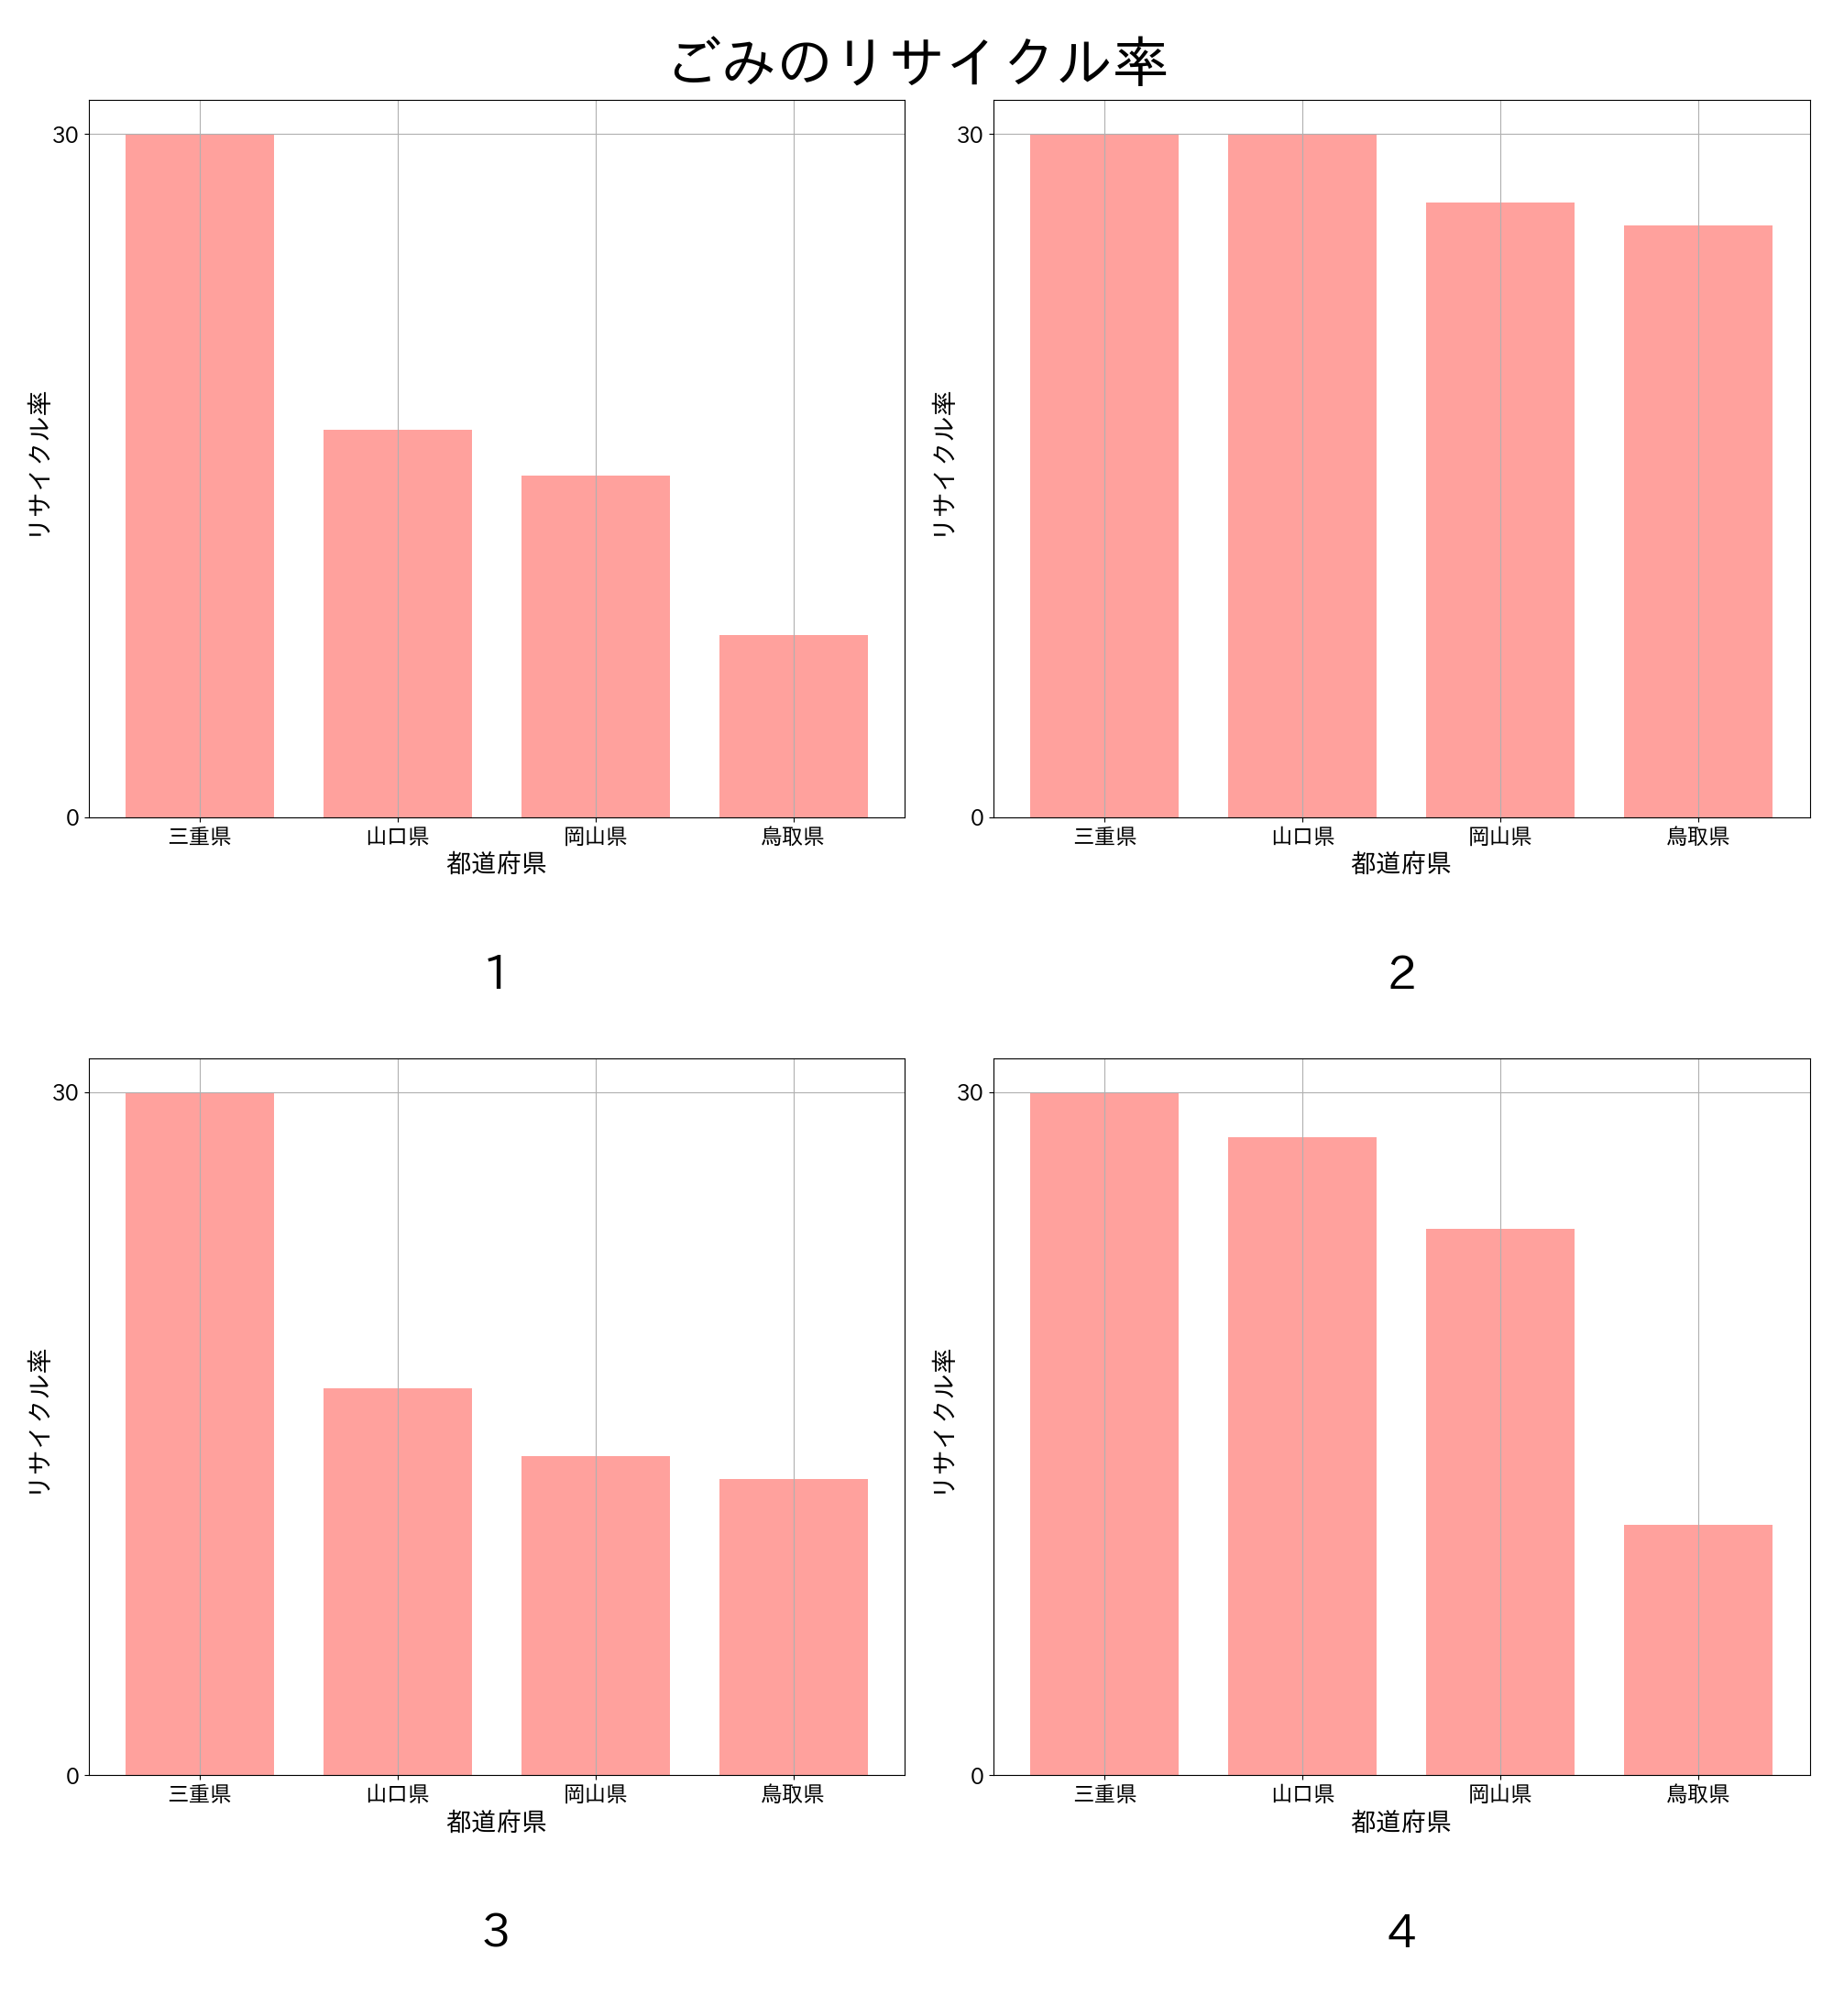 ごみのリサイクル率
30
0
リサイクル率
三重県 山口県 岡山県 鳥取県
都道府県
1
30
0
リサイクル率
三重県 山口県 岡山県 鳥取県
都道府県
2
30
0
リサイクル率
三重県 山口県 岡山県 鳥取県
都道府県
3
30
0
リサイクル率
三重県 山口県 岡山県 鳥取県
都道府県
4